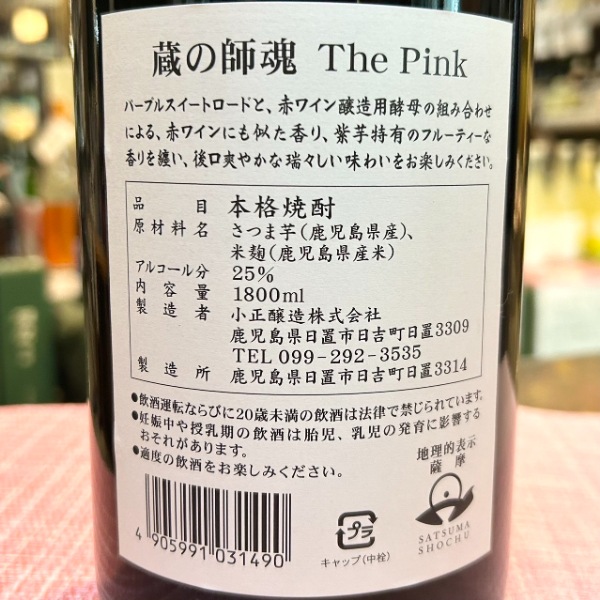 蔵の師魂 The Pink
パープルスイートロードと、赤ワイン醸造用酵母の組み合わせ
による、赤ワインにも似た香り、紫芋特有のフルーティーな
香りを纏い、後口爽やかな瑞々しい味わいをお楽しみください。
品目 本格焼酎
原材料名 さつま芋(鹿児島県産)、
米麹(鹿児島県産米)
アルコール分 25%
内容量 1800ml
製造者 小正醸造株式会社
鹿児島県日置市日吉町日置3309
TEL 099-292-3535
製造所 鹿児島県日置市日吉町日置3314
●飲酒運転ならびに20歳未満の飲酒は法律で禁じられています。
●妊娠中や授乳期の飲酒は胎児、乳児の発育に影響する
おそれがあります。
●適度の飲酒をお楽しみください。
地理的表示
薩摩
SATSUMA
SHOCHU
4 905991 031490
プラ
キャップ(中栓)